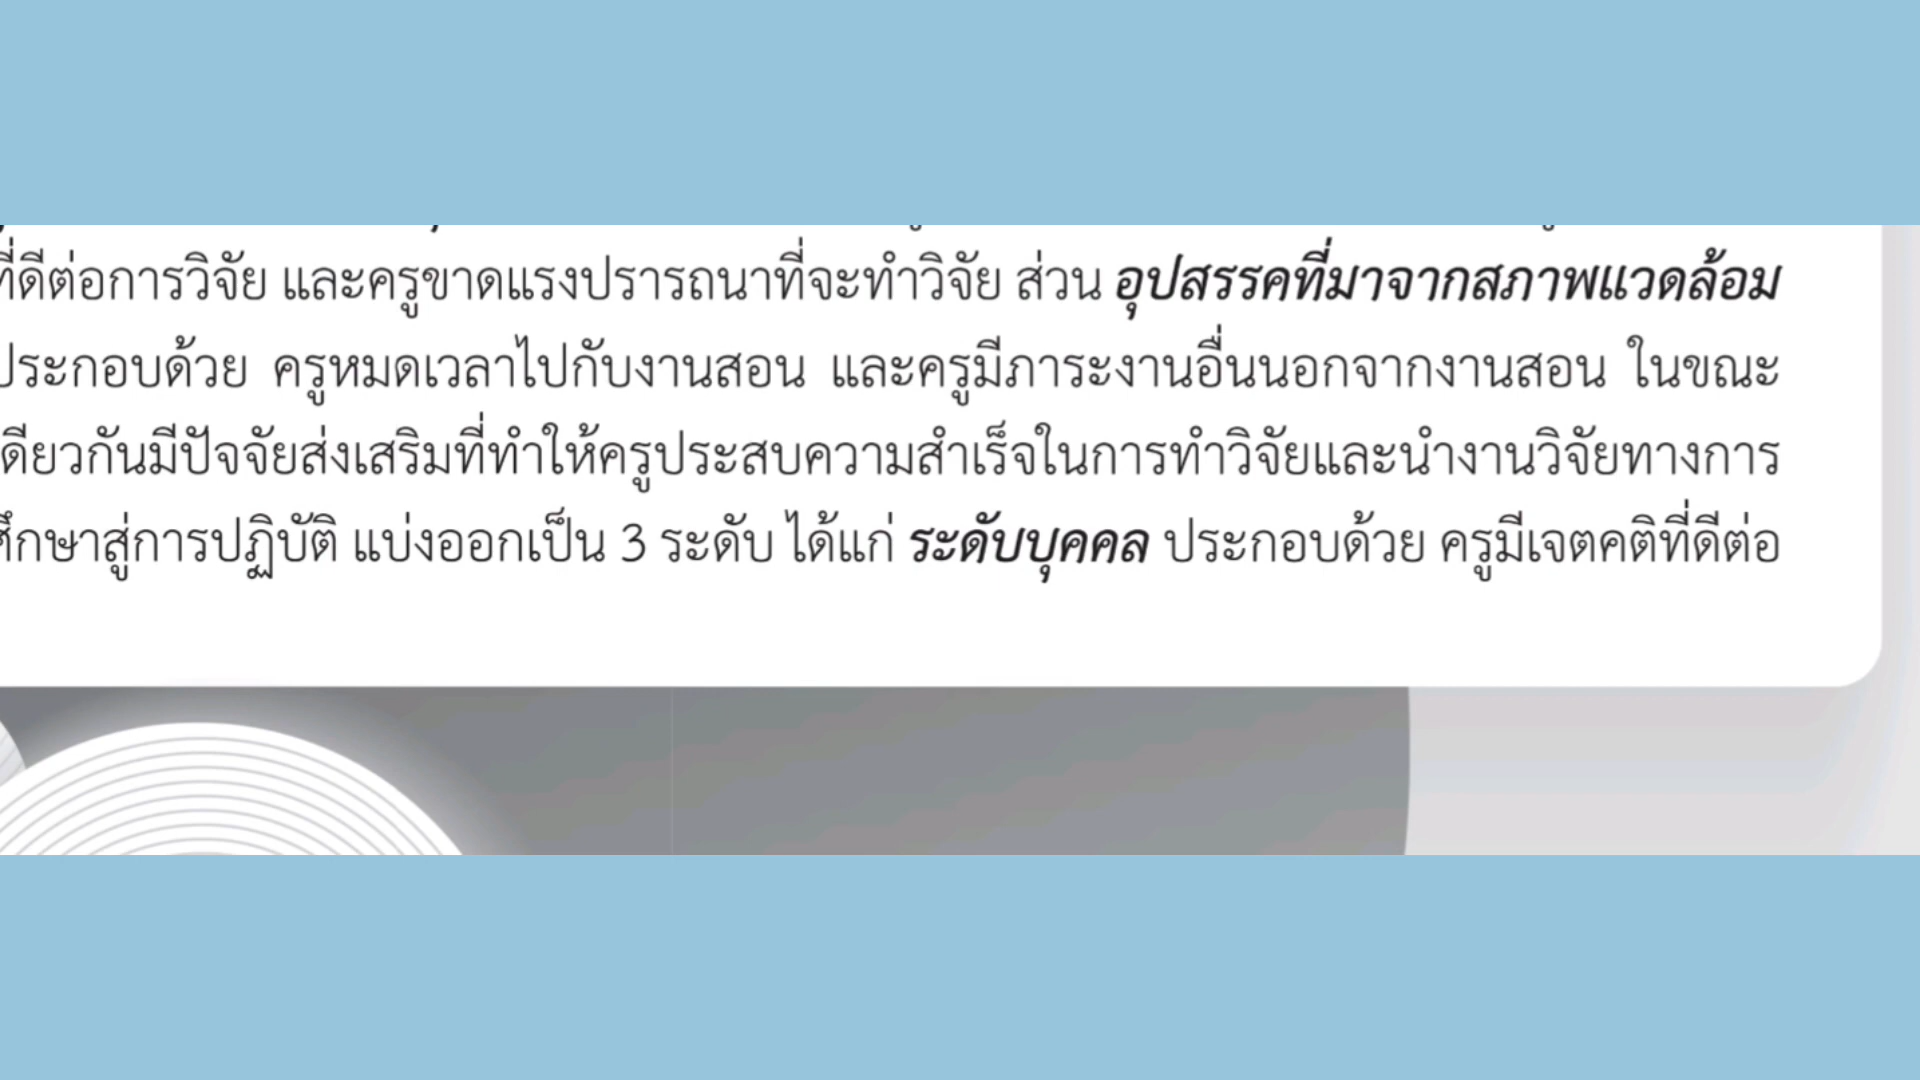 ที่ดีต่อการวิจัย และครูขาดแรงปรารถนาที่จะทำวิจัย ส่วน อุปสรรคที่มาจากสภาพแวดล้อม
ประกอบด้วย ครูหมดเวลาไปกับงานสอน และครูมีภาระงานอื่นนอกจากงานสอน ในขณะ
เดียวกันมีปัจจัยส่งเสริมที่ทำให้ครูประสบความสำเร็จในการทำวิจัยและนำงานวิจัยทางการ
ศึกษาสู่การปฏิบัติ แบ่งออกเป็น 3 ระดับ ได้แก่ ระดับบุคคล ประกอบด้วย ครูมีเจตคติที่ดีต่อ